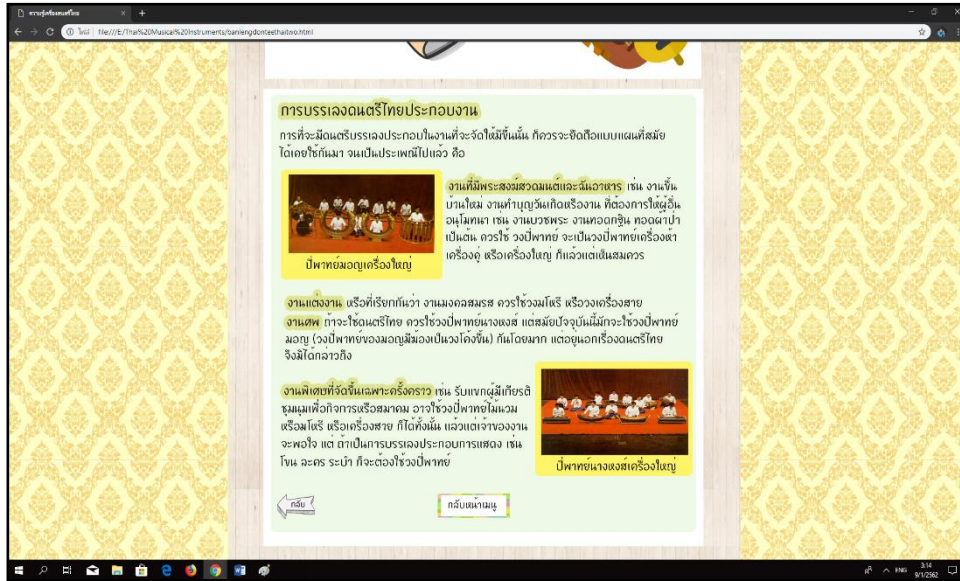 ความรู้เครื่องดนตรีไทย
ไฟล์ | file:///E:/Thai%20Musical%20Instruments/banlengdonteethaitwo.html
การบรรเลงดนตรีไทยประกอบงาน
การที่จะมีดนตรีบรรเลงประกอบในงานที่จะจัดให้มีขึ้นนั้น ก็ควรจะยึดถือแบบแผนที่สมัย
ได้เคยใช้กันมา จนเป็นประเพณีไปแล้ว คือ
งานที่มีพระสงฆ์สวดมนต์และฉันอาหาร เช่น งานขึ้น
บ้านใหม่ งานทำบุญวันเกิดหรืองาน ที่ต้องการให้ผู้อื่น
อนุโมทนา เช่น งานบวชพระ งานทอดกฐิน ทอดผ้าป่า
เป็นต้น ควรใช้ วงปี่พาทย์ จะเป็นวงปี่พาทย์เครื่องห้า
เครื่องคู่ หรือเครื่องใหญ่ ก็แล้วแต่เห็นสมควร
ปี่พาทย์มอญเครื่องใหญ่
งานแต่งงาน หรือที่เรียกกันว่า งานมงคลสมรส ควรใช้วงมโหรี หรือวงเครื่องสาย
งานศพ ถ้าจะใช้ดนตรีไทย ควรใช้วงปี่พาทย์นางหงส์ แต่สมัยปัจจุบันนี้มักจะใช้วงปี่พาทย์
มอญ (วงปี่พาทย์ของมอญมีฆ้องเป็นวงโค้งขึ้น) กันโดยมาก แต่อยู่นอกเรื่องดนตรีไทย
จึงมิได้กล่าวถึง
งานพิเศษที่จัดขึ้นเฉพาะครั้งคราว เช่น รับแขกผู้มีเกียรติ
ชุมนุมเพื่อกิจการหรือสมาคม อาจใช้วงปี่พาทย์ไม้นวม
หรือมโหรี หรือเครื่องสาย ก็ได้ทั้งนั้น แล้วแต่เจ้าของงาน
จะพอใจ แต่ ถ้าเป็นการบรรเลงประกอบการแสดง เช่น
โขน ละคร ระบำ ก็จะต้องใช้วงปี่พาทย์
ปี่พาทย์นางหงส์เครื่องใหญ่
กลับ
กลับหน้าเมนู
ENG
3:14
9/1/2562